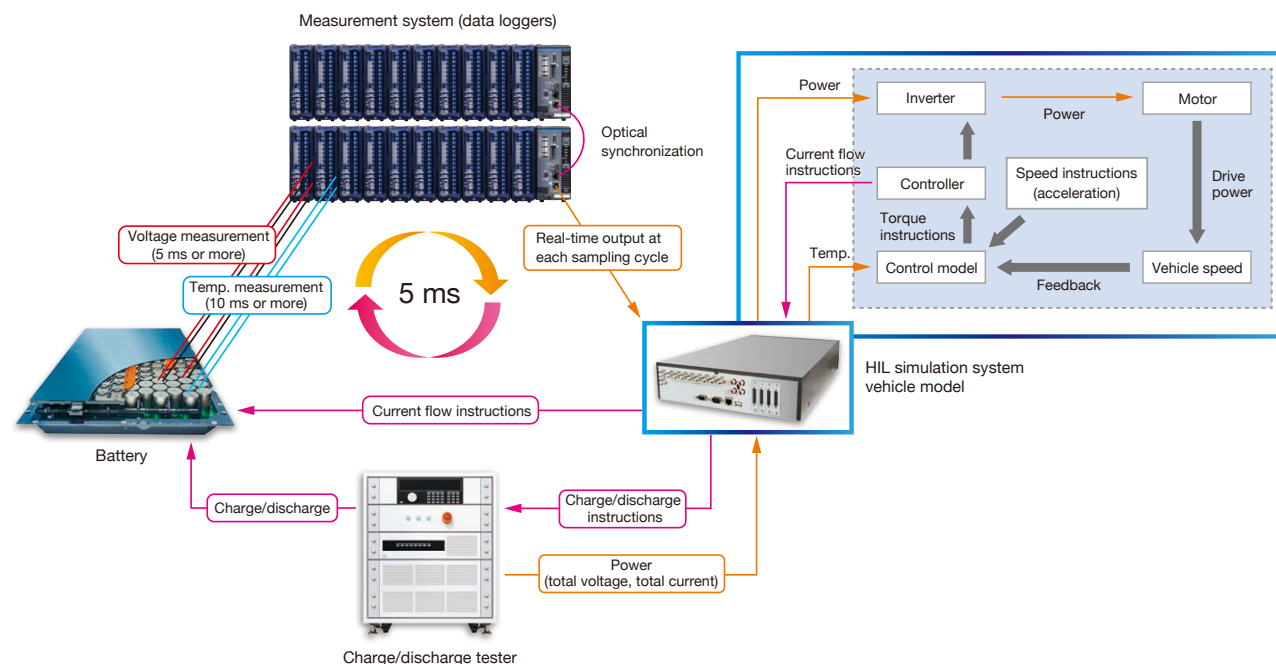 Measurement system (data loggers)
Optical
synchronization
Voltage measurement
(5 ms or more)
Temp. measurement
(10 ms or more)
5 ms
Real-time output at
each sampling cycle
Power
Inverter
Power
Motor
Current flow
instructions
Controller
Speed instructions
(acceleration)
Drive
power
Torque
instructions
Temp.
Control model
Feedback
Vehicle speed
HIL simulation system
vehicle model
Current flow instructions
Battery
Charge/discharge
Charge/discharge
instructions
Power
(total voltage, total current)
Charge/discharge tester